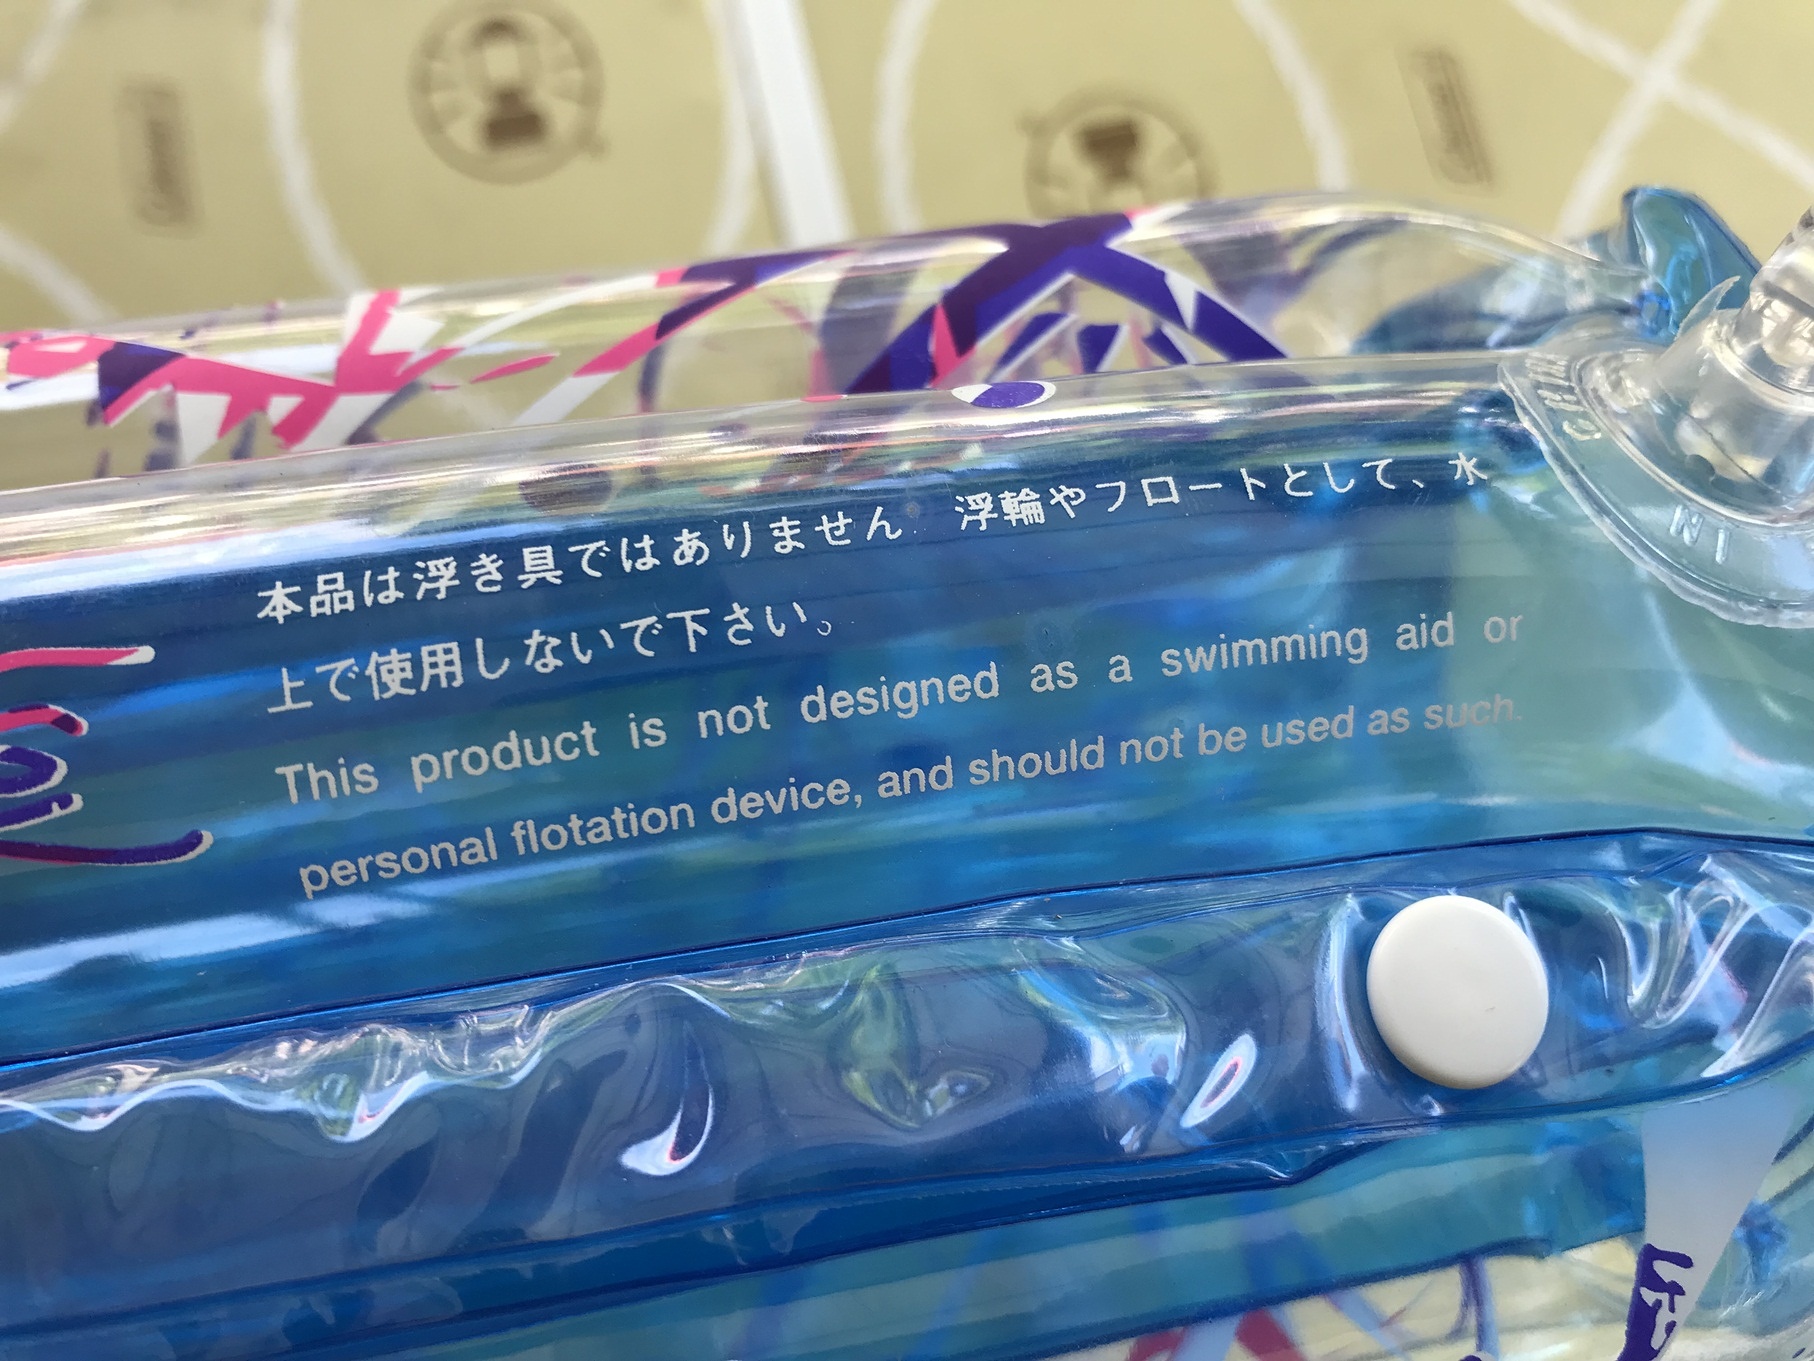 本品は浮き具ではありません 浮輪やフロートとして、水
上で使用しないで下さい。
This product is not designed as a swimming aid or
personal flotation device, and should not be used as such.